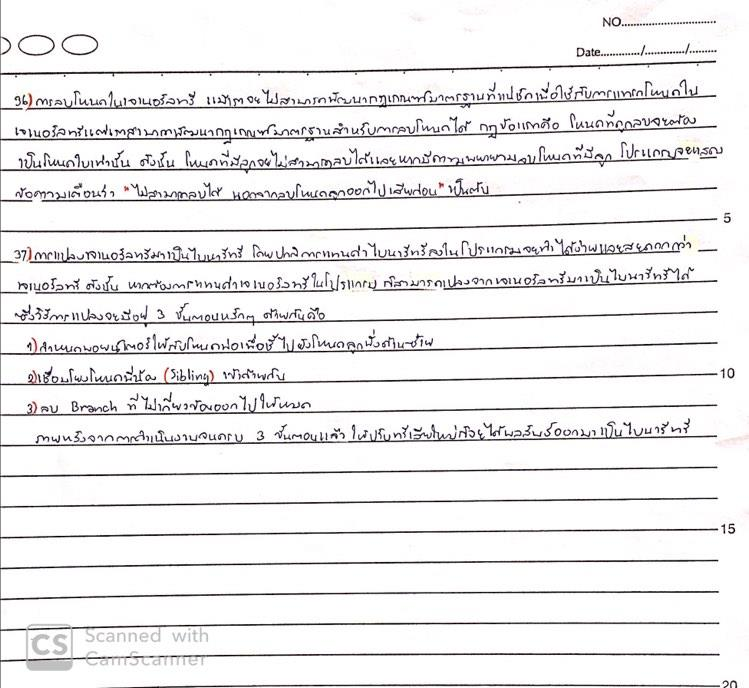 NO.
Date ......./......./.......
36) การลบโหนดในเจเนอรัลทรี แม้เราจะไม่สามารถพัฒนากฎเกณฑ์มาตรฐานที่แน่ชัดเพื่อใช้กับการแทรกโหนดใน
เจเนอรัลทรีแต่เราสามารถพัฒนากฎเกณฑ์มาตรฐานสำหรับการลบโหนดได้ กฎข้อแรกคือ โหนดที่ถูกลบจะต้อง
เป็นโหนดใบเท่านั้น ดังนั้น โหนดที่มีลูกจะไม่สามารถลบได้และหากมีความพยายามลบโหนดที่มีลูก โปรแกรมจะแสดง
ข้อความเตือนว่า "ไม่สามารถลบได้ นอกจากลบโหนดลูกออกไปเสียก่อน" เป็นต้น
5
37) การแปลงเจเนอรัลทรีมาเป็นไบนารีทรี โดยปกติการแทนค่าไบนารีทรีลงในโปรแกรมจะทำได้ง่ายและสะดวกกว่า
เจเนอรัลทรี ดังนั้น หากต้องการแทนค่าเจเนอรัลทรีในโปรแกรม ก็สามารถแปลงจากเจเนอรัลทรีมาเป็นไบนารีทรีได้
ซึ่งวิธีการแปลงจะมีอยู่ 3 ขั้นตอนหลักๆ ด้วยกันคือ
1) กำหนดพอยน์เตอร์ให้กับโหนดพ่อเพื่อชี้ไปยังโหนดลูกฝั่งด้านซ้าย
2) เชื่อมโยงโหนดพี่น้อง (Sibling) เข้าด้วยกัน
10
3) ลบ Branch ที่ไม่เกี่ยวข้องออกไปให้หมด
ภายหลังจากการดำเนินงานจนครบ 3 ขั้นตอนแล้ว ให้ปรับทรีเสียใหม่ก็จะได้ผลลัพธ์ออกมาเป็นไบนารีทรี
15
CS Scanned with
CamScanner
20